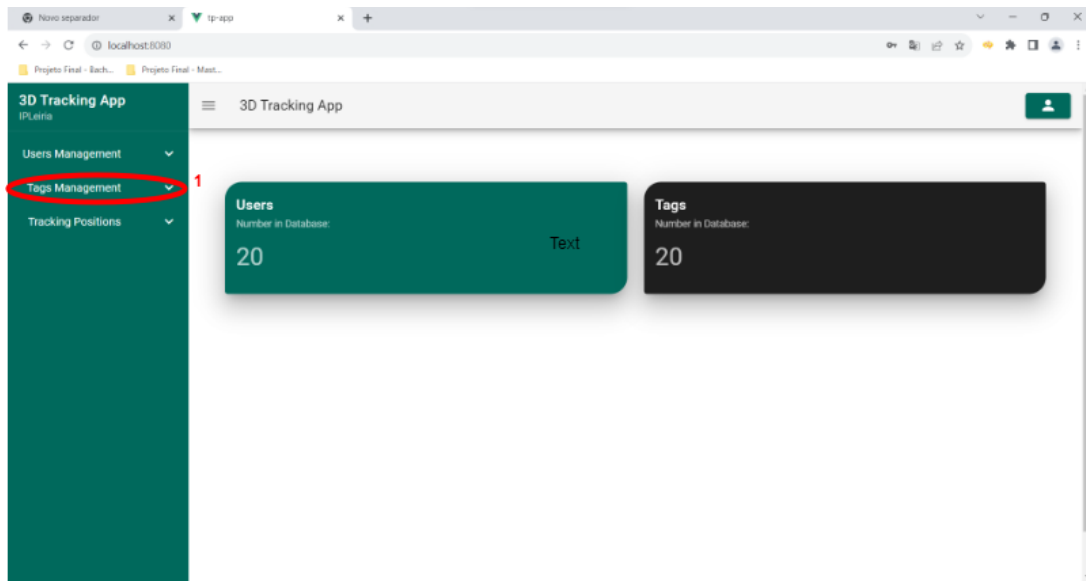 Novo separador
tp-app
localhost:8080
Projeto Final - Bach...
Projeto Final - Mast...
3D Tracking App
IPLeiria
3D Tracking App
Users Management
Tags Management
1
Tracking Positions
Users
Number in Database:
20
Text
Tags
Number in Database:
20